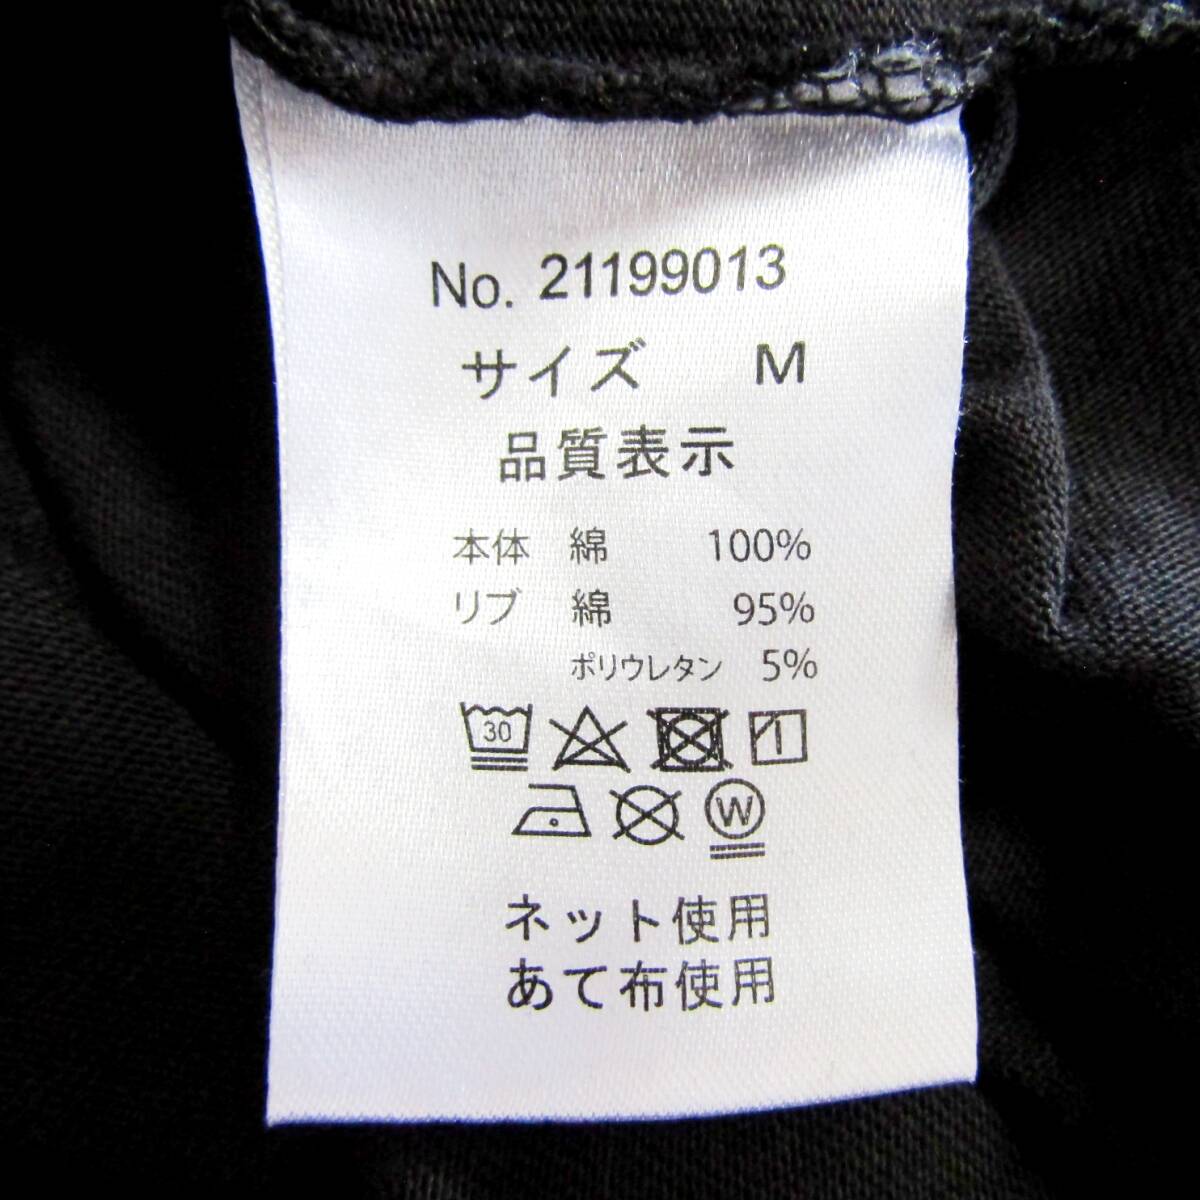 No. 21199013
サイズ M
品質表示
本体 綿 100%
リブ 綿 95%
ポリウレタン 5%
30
W
ネット使用
あて布使用